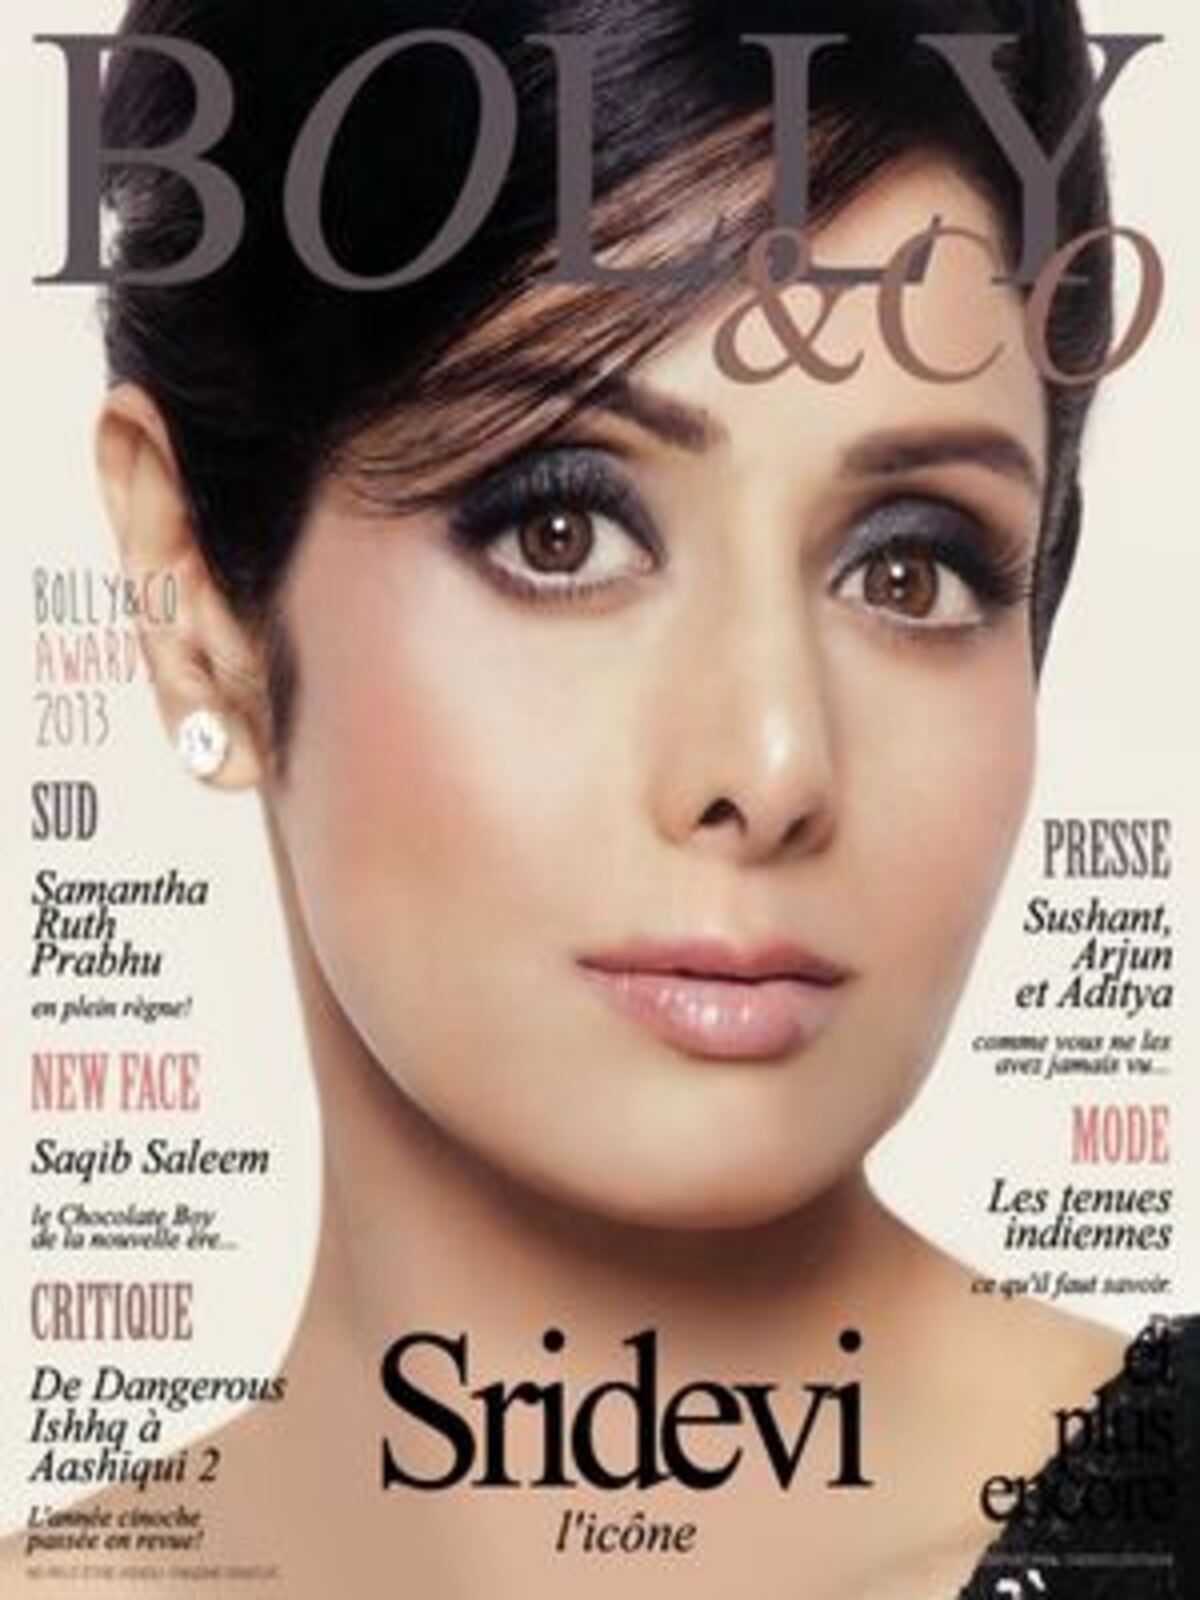 BOLLY
&CO
BOLLY&CO
AWARDS
2013
SUD
Samantha
Ruth
Prabhu
en plein règne!
NEW FACE
Saqib Saleem
le Chocolate Boy
de la nouvelle ère...
CRITIQUE
De Dangerous
Ishhq à
Aashiqui 2
L'année cinoche
passée en revue!
PRESSE
Sushant,
Arjun
et Aditya
comme vous ne les
avez jamais vu...
MODE
Les tenues
indiennes
ce qu'il faut savoir
et
plus
encore
Sridevi
l'icône